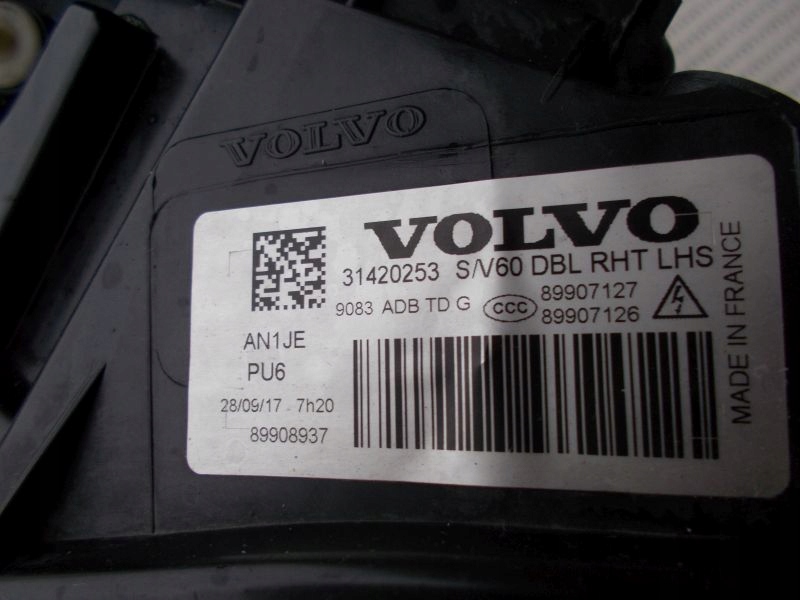 VOLVO
VOLVO
31420253 S/V60 DBL RHT LHS
9083 ADB TD G CCC 89907127
89907126
AN1JE
PU6
28/09/17 7h20
89908937
MADE IN FRANCE